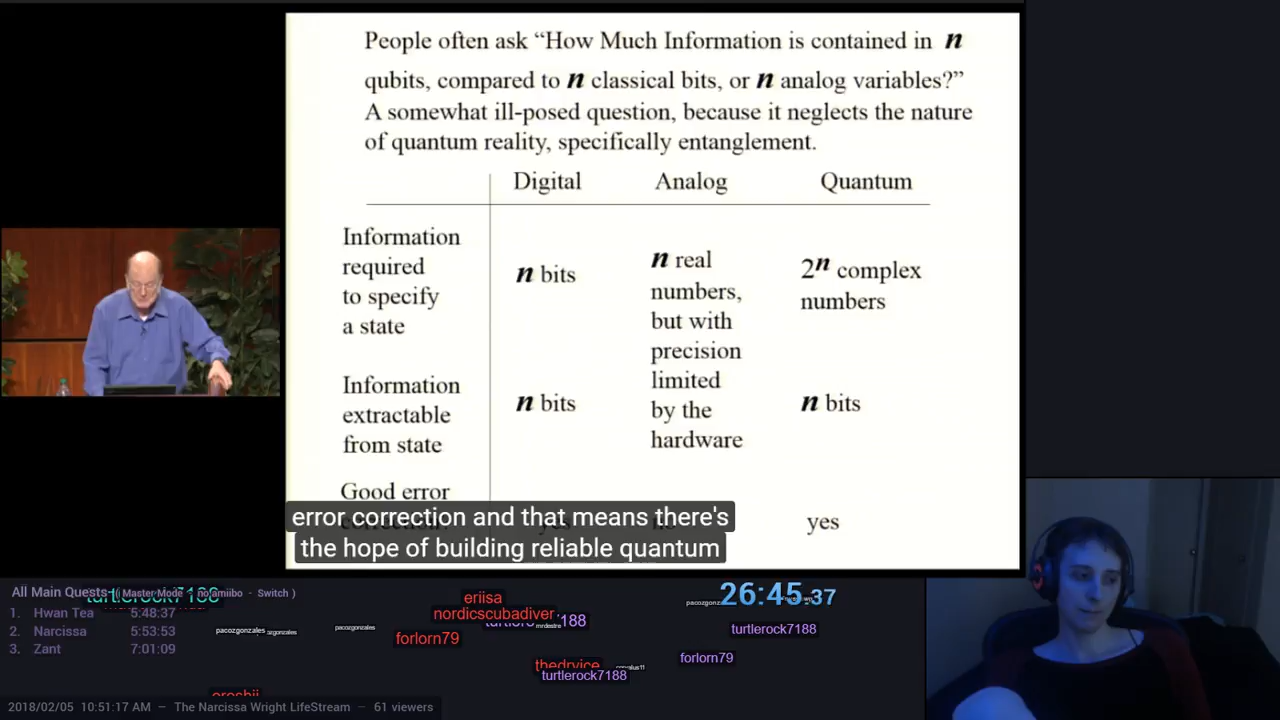 People often ask “How Much Information is contained in n
qubits, compared to n classical bits, or n analog variables?”
A somewhat ill-posed question, because it neglects the nature
of quantum reality, specifically entanglement.
Digital Analog Quantum
Information
required
to specify
a state
n bits
n real
numbers,
but with
precision
limited
by the
hardware
2n complex
numbers
Information
extractable
from state
n bits
n bits
Good error
yes
error correction and that means there's
the hope of building reliable quantum
All Main Quests ( Master Mode - no amiibo - Switch )
1. Hwan Tea 5:48:37
2. Narcissa 5:53:53
3. Zant 7:01:09
turtlerock7188
26:45.37
eriisa
nordicscubadiver
188
forlorn79
pacozgonzales
pacozgonzales
turtlerock7188
forlorn79
thedrvice
turtlerock7188
2018/02/05 10:51:17 AM — The Narcissa Wright LifeStream — 61 viewers